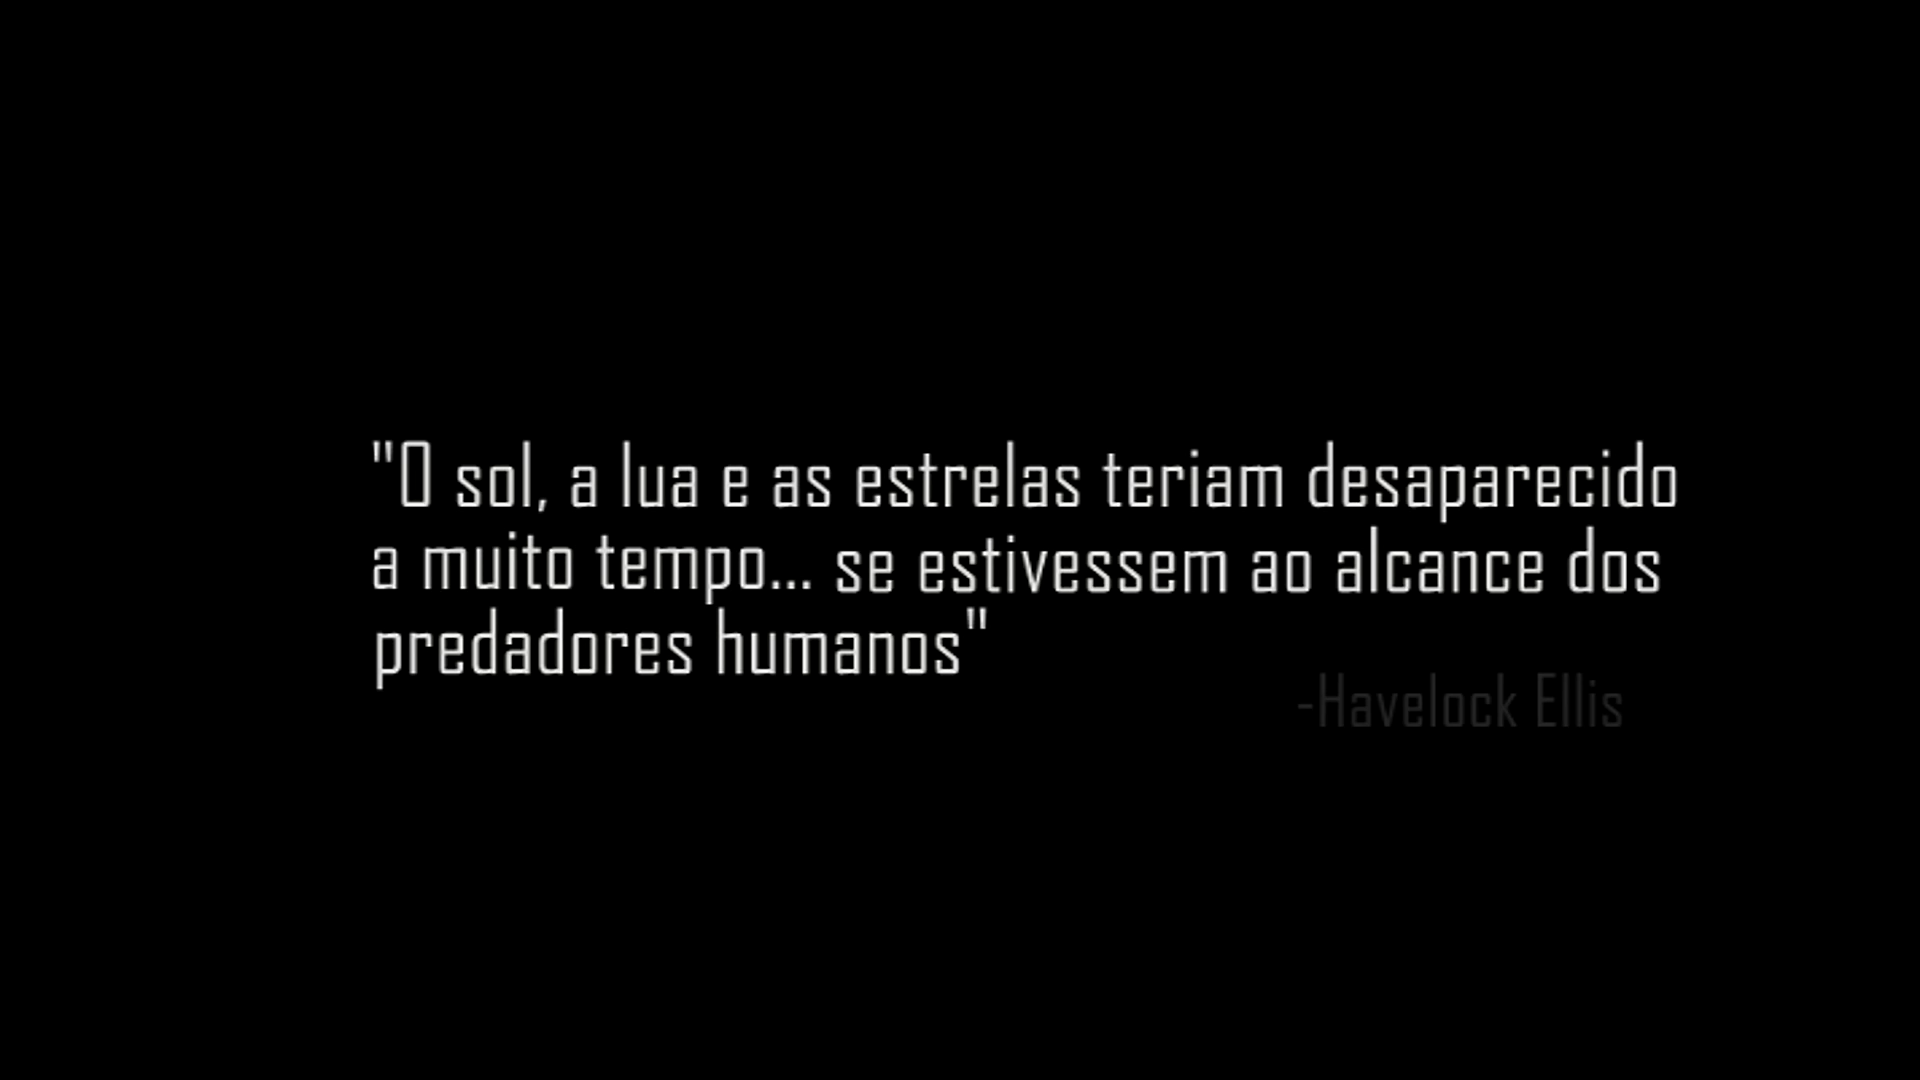 "O sol, a lua e as estrelas teriam desaparecido
a muito tempo... se estivessem ao alcance dos
predadores humanos"
-Havelock Ellis